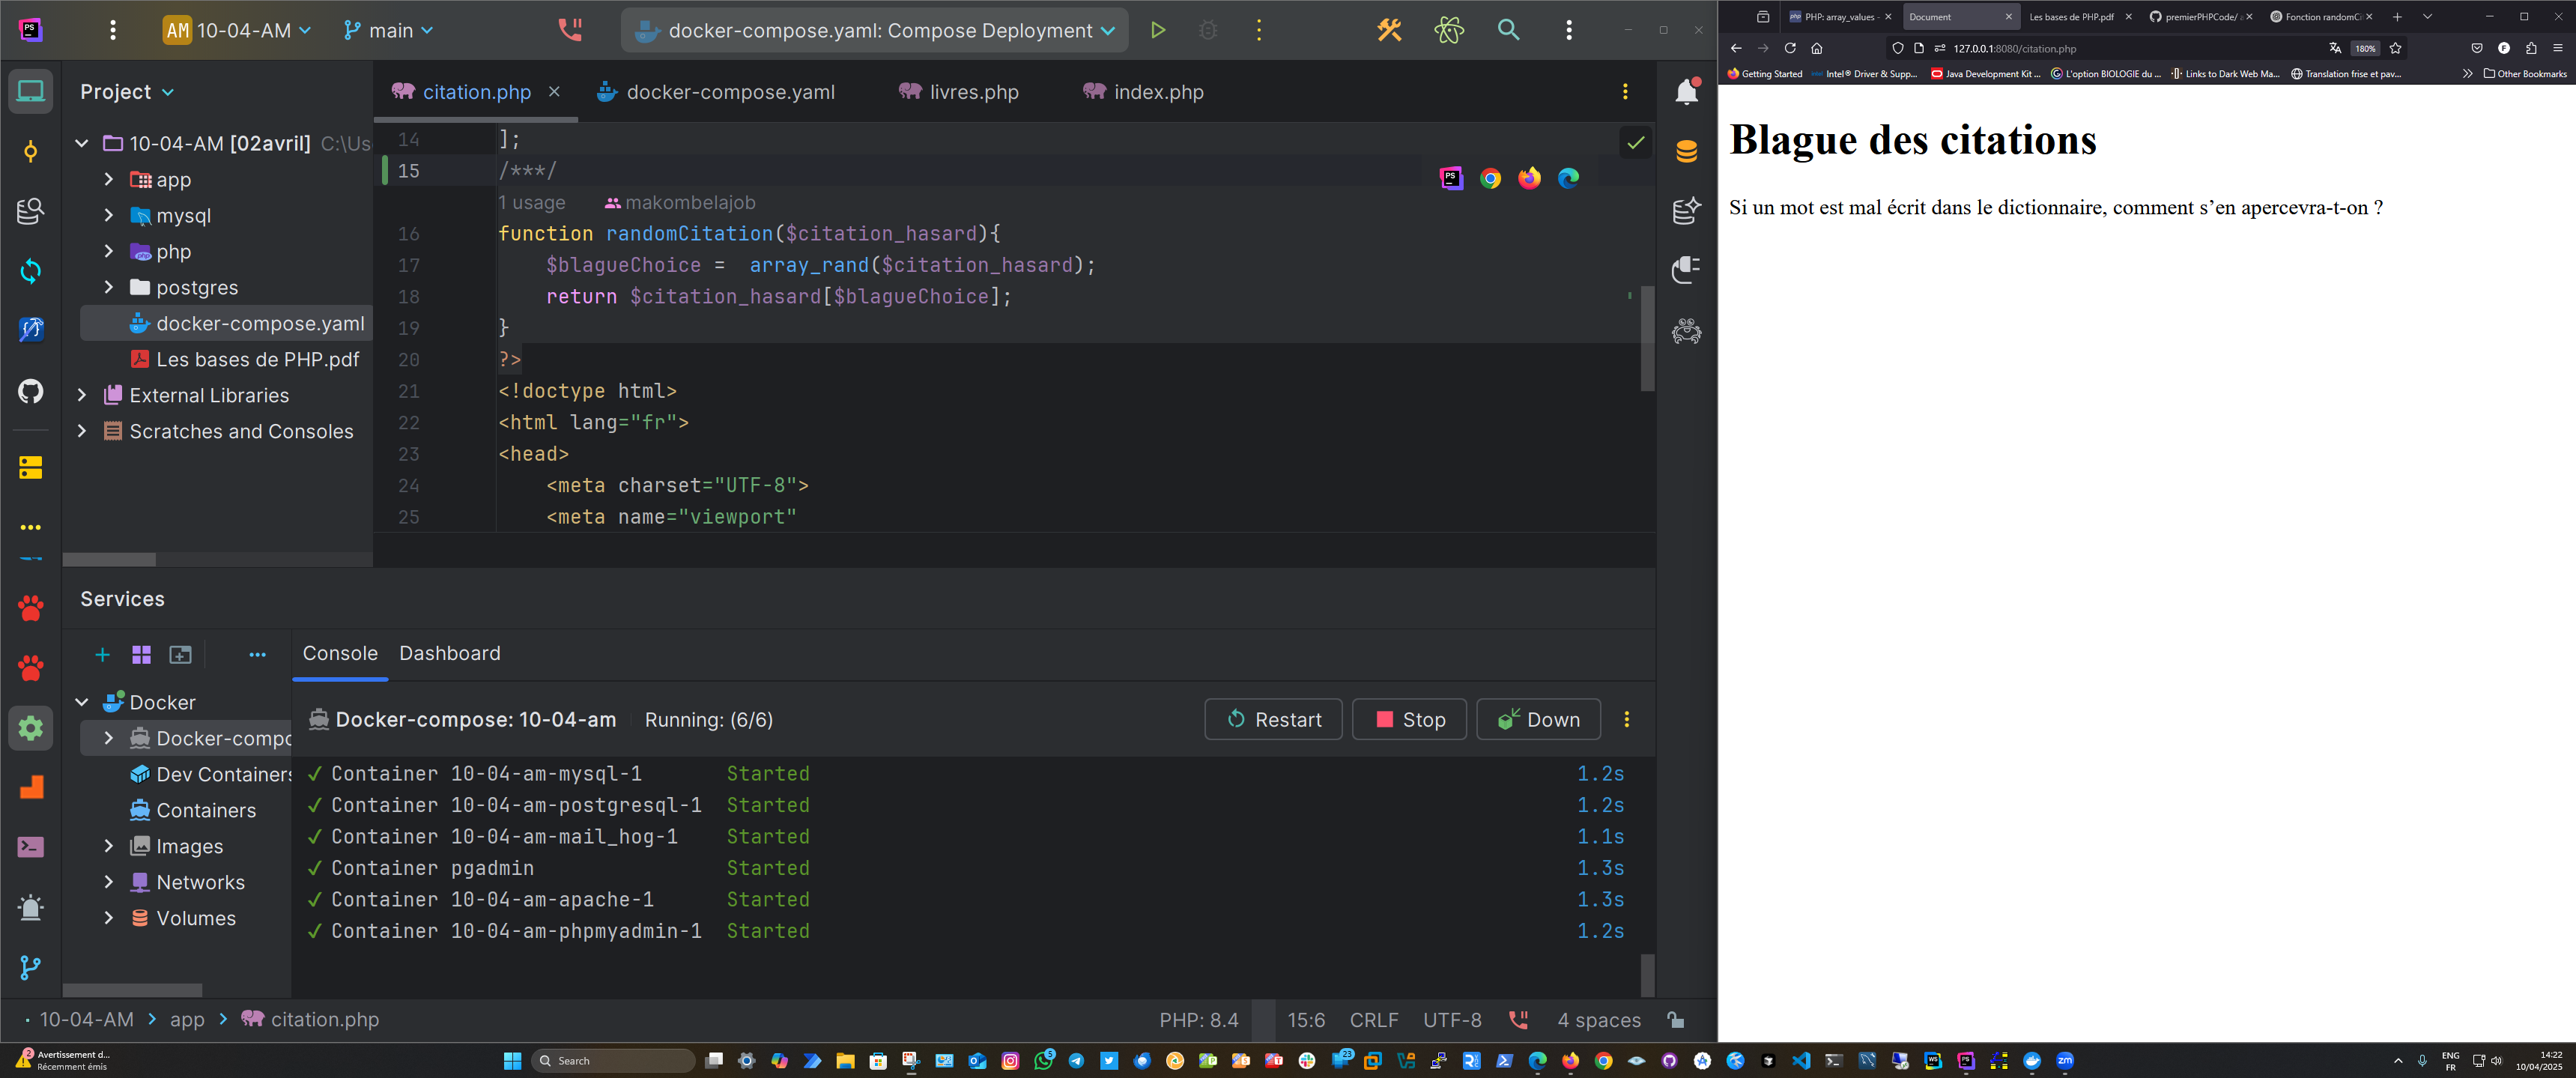 AM 10-04-AM main docker-compose.yaml: Compose Deployment
Project
10-04-AM [02avril] C:\Us
app
mysql
php
postgres
docker-compose.yaml
Les bases de PHP.pdf
External Libraries
Scratches and Consoles
citation.php docker-compose.yaml livres.php index.php
14 ];
15 /***/
1 usage makombelajob
16 function randomCitation($citation_hasard){
17 $blagueChoice = array_rand($citation_hasard);
18 return $citation_hasard[$blagueChoice];
19 }
20 ?>
21 <!doctype html>
22 <html lang="fr">
23 <head>
24 <meta charset="UTF-8">
25 <meta name="viewport"
Services
Console Dashboard
Docker
Docker-compo
Dev Containers
Containers
Images
Networks
Volumes
Docker-compose: 10-04-am Running: (6/6) Restart Stop Down
✓ Container 10-04-am-mysql-1 Started 1.2s
✓ Container 10-04-am-postgresql-1 Started 1.2s
✓ Container 10-04-am-mail_hog-1 Started 1.1s
✓ Container pgadmin Started 1.3s
✓ Container 10-04-am-apache-1 Started 1.3s
✓ Container 10-04-am-phpmyadmin-1 Started 1.2s
10-04-AM > app > citation.php PHP: 8.4 15:6 CRLF UTF-8 4 spaces
PHP: array_values - Document Les bases de PHP.pdf premierPHPCode/ Fonction randomCi
127.0.0.1:8080/citation.php 180%
Getting Started Intel® Driver & Supp... Java Development Kit ... L'option BIOLOGIE du ... Links to Dark Web Ma... Translation frise et pav... Other Bookmarks
Blague des citations
Si un mot est mal écrit dans le dictionnaire, comment s’en apercevra-t-on ?
Avertissement d...
Récemment émis
Search
ENG
FR
14:22
10/04/2025